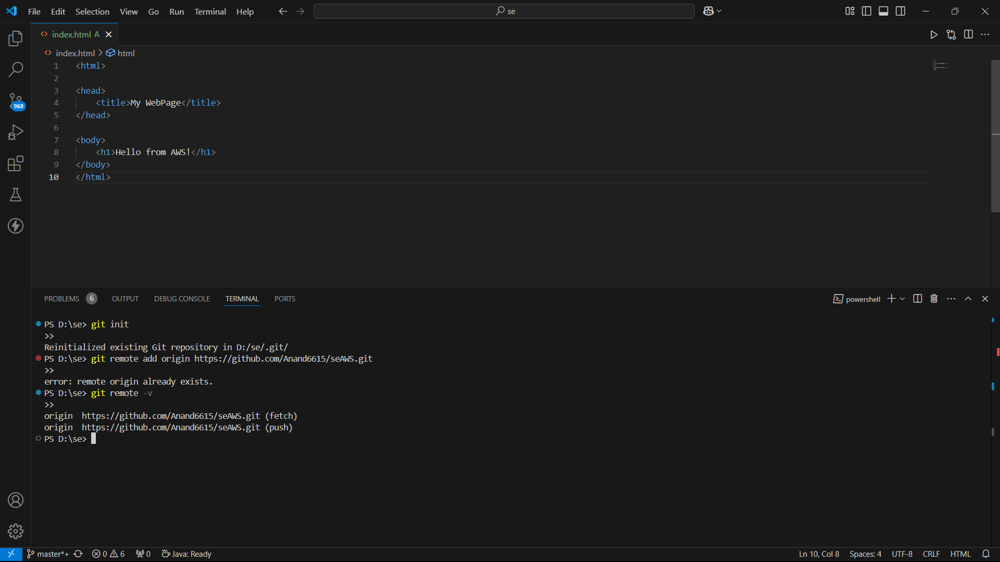 File Edit Selection View Go Run Terminal Help se
index.html A
index.html > html
1 <html>
2
3 <head>
4 <title>My WebPage</title>
5 </head>
6
7 <body>
8 <h1>Hello from AWS!</h1>
9 </body>
10 </html>
968
PROBLEMS 6 OUTPUT DEBUG CONSOLE TERMINAL PORTS powershell
PS D:\se> git init
>>
Reinitialized existing Git repository in D:/se/.git/
PS D:\se> git remote add origin https://github.com/Anand6615/seAWS.git
>>
error: remote origin already exists.
PS D:\se> git remote -v
>>
origin https://github.com/Anand6615/seAWS.git (fetch)
origin https://github.com/Anand6615/seAWS.git (push)
PS D:\se>
master*+ 0 6 0 Java: Ready Ln 10, Col 8 Spaces: 4 UTF-8 CRLF HTML